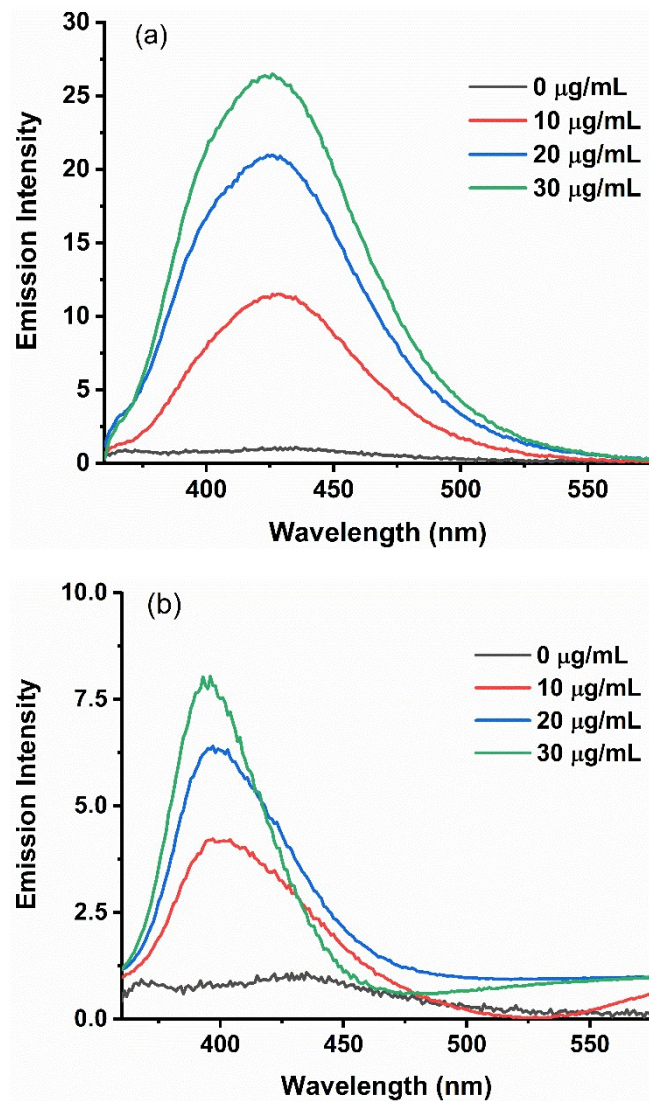 (a)
0 μg/mL
10 μg/mL
20 μg/mL
30 μg/mL
30
25
20
15
10
5
0
Emission Intensity
400 450 500 550
Wavelength (nm)
(b)
0 μg/mL
10 μg/mL
20 μg/mL
30 μg/mL
10.0
7.5
5.0
2.5
0.0
Emission Intensity
400 450 500 550
Wavelength (nm)